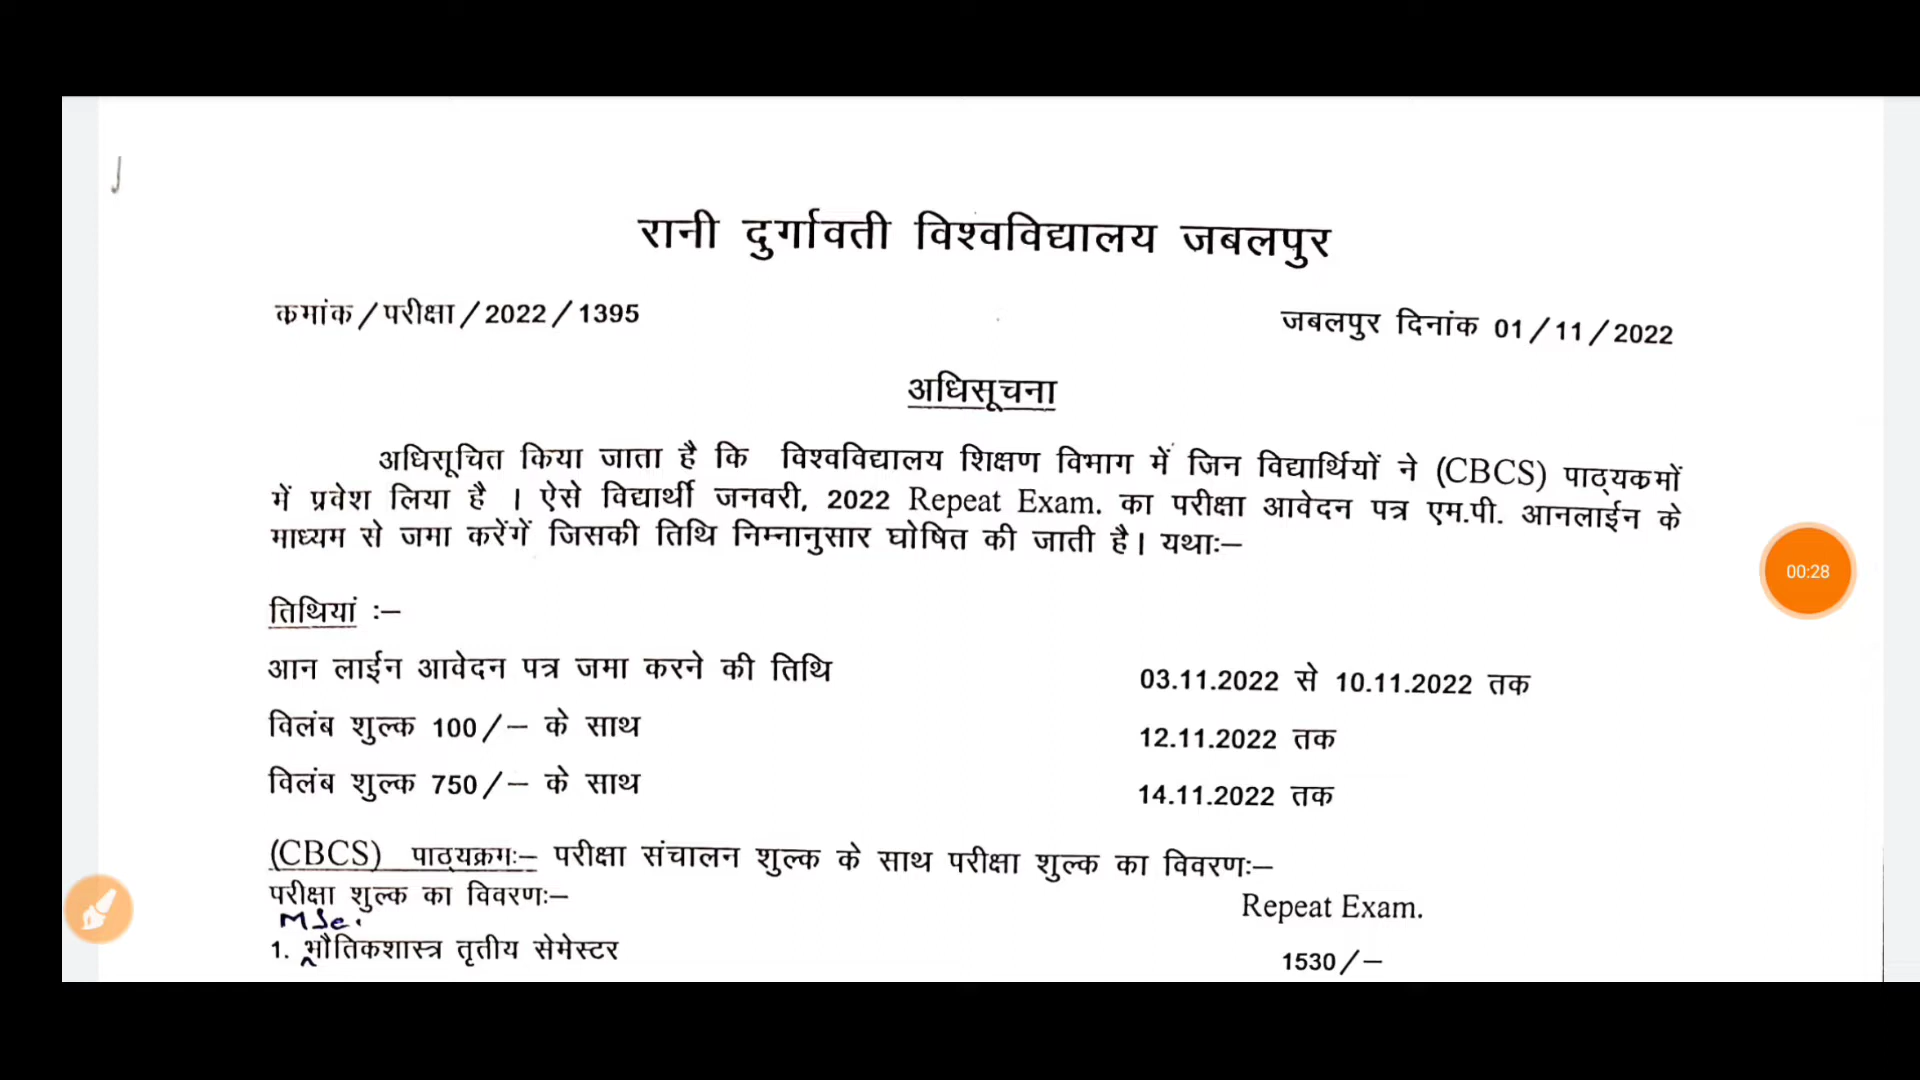 रानी दुर्गावती विश्वविद्यालय जबलपुर
कमांक/परीक्षा/2022/1395
जबलपुर दिनांक 01/11/2022
अधिसूचना
अधिसूचित किया जाता है कि विश्वविद्यालय शिक्षण विभाग में जिन विद्यार्थियों ने (CBCS) पाठ्यकमों
में प्रवेश लिया है । ऐसे विद्यार्थी जनवरी, 2022 Repeat Exam. का परीक्षा आवेदन पत्र एम.पी. आनलाईन के
माध्यम से जमा करेंगें जिसकी तिथि निम्नानुसार घोषित की जाती है। यथाः–
तिथियां :–
आन लाईन आवेदन पत्र जमा करने की तिथि 03.11.2022 से 10.11.2022 तक
विलंब शुल्क 100/– के साथ 12.11.2022 तक
विलंब शुल्क 750/– के साथ 14.11.2022 तक
(CBCS) पाठ्यक्रमः– परीक्षा संचालन शुल्क के साथ परीक्षा शुल्क का विवरणः–
परीक्षा शुल्क का विवरणः– Repeat Exam.
MSc.
1. भौतिकशास्त्र तृतीय सेमेस्टर 1530/–
00:28